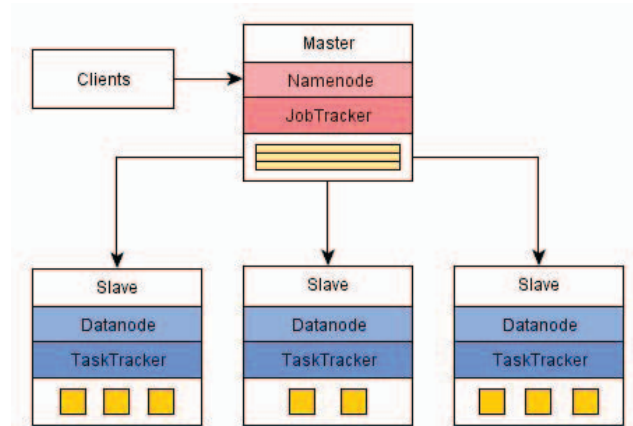 Clients
Master
Namenode
JobTracker
Slave
Datanode
TaskTracker
Slave
Datanode
TaskTracker
Slave
Datanode
TaskTracker